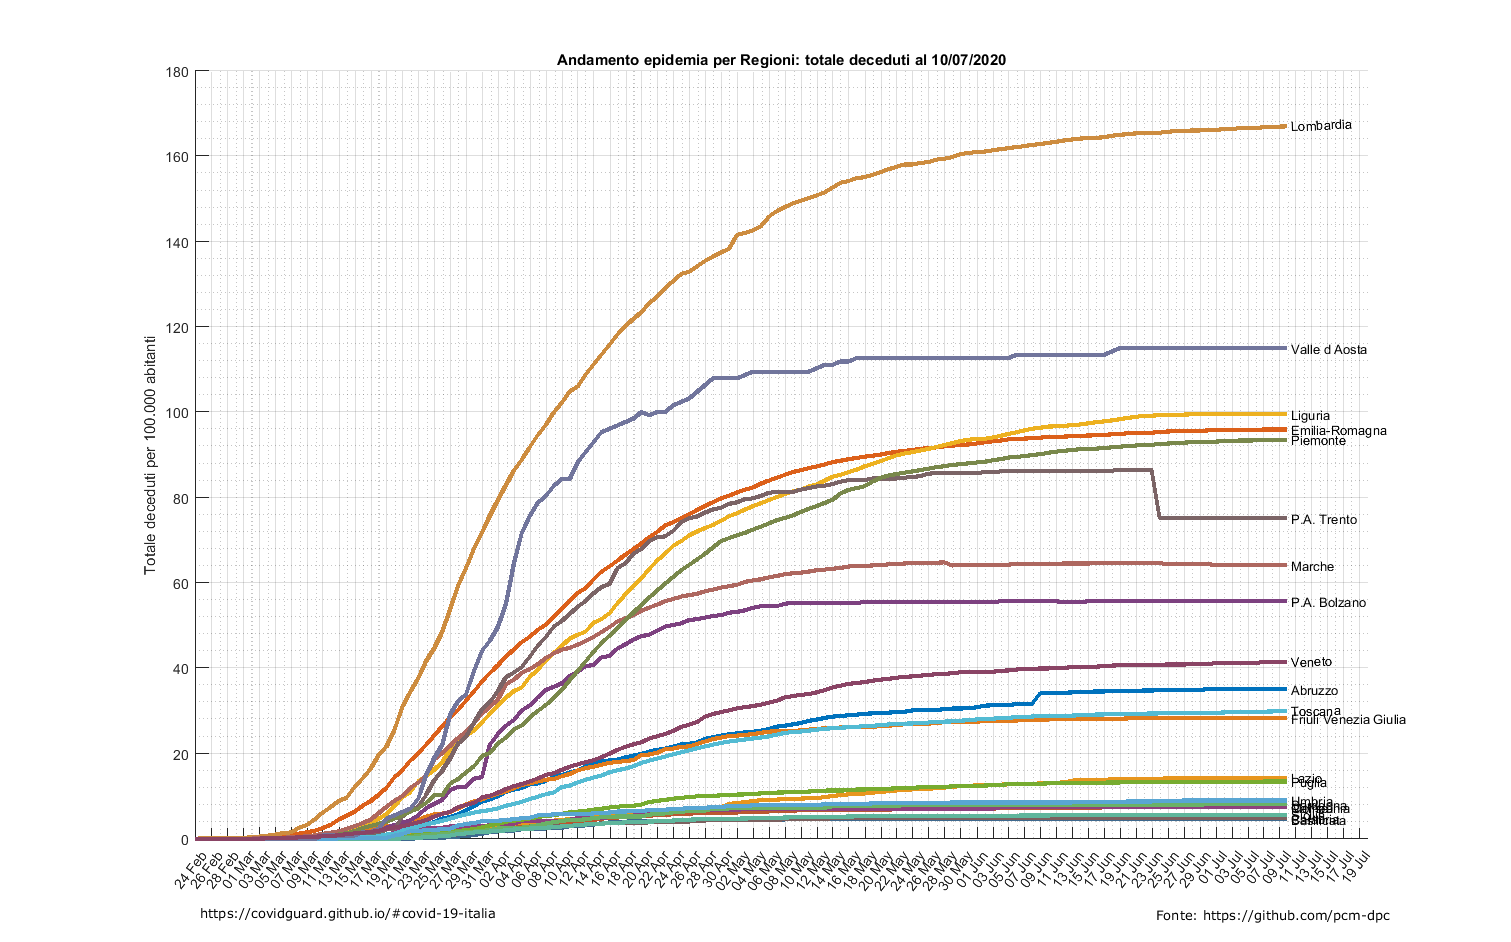 Andamento epidemia per Regioni: totale deceduti al 10/07/2020
Totale deceduti per 100.000 abitanti
180
160
140
120
100
80
60
40
20
0
Lombardia
Valle d Aosta
Liguria
Emilia-Romagna
Piemonte
P.A. Trento
Marche
P.A. Bolzano
Veneto
Abruzzo
Toscana
Friuli Venezia Giulia
Lazio
Puglia
Umbria
Sicilia
Basilicata
24 Feb
26 Feb
28 Feb
01 Mar
03 Mar
05 Mar
07 Mar
09 Mar
11 Mar
13 Mar
15 Mar
17 Mar
19 Mar
21 Mar
23 Mar
25 Mar
27 Mar
29 Mar
31 Mar
02 Apr
04 Apr
06 Apr
08 Apr
10 Apr
12 Apr
14 Apr
16 Apr
18 Apr
20 Apr
22 Apr
24 Apr
26 Apr
28 Apr
30 Apr
02 May
04 May
06 May
08 May
10 May
12 May
14 May
16 May
18 May
20 May
22 May
24 May
26 May
28 May
30 May
01 Jun
03 Jun
05 Jun
07 Jun
09 Jun
11 Jun
13 Jun
15 Jun
17 Jun
19 Jun
21 Jun
23 Jun
25 Jun
27 Jun
29 Jun
01 Jul
03 Jul
05 Jul
07 Jul
09 Jul
11 Jul
13 Jul
15 Jul
17 Jul
19 Jul
https://covidguard.github.io/#covid-19-italia
Fonte: https://github.com/pcm-dpc